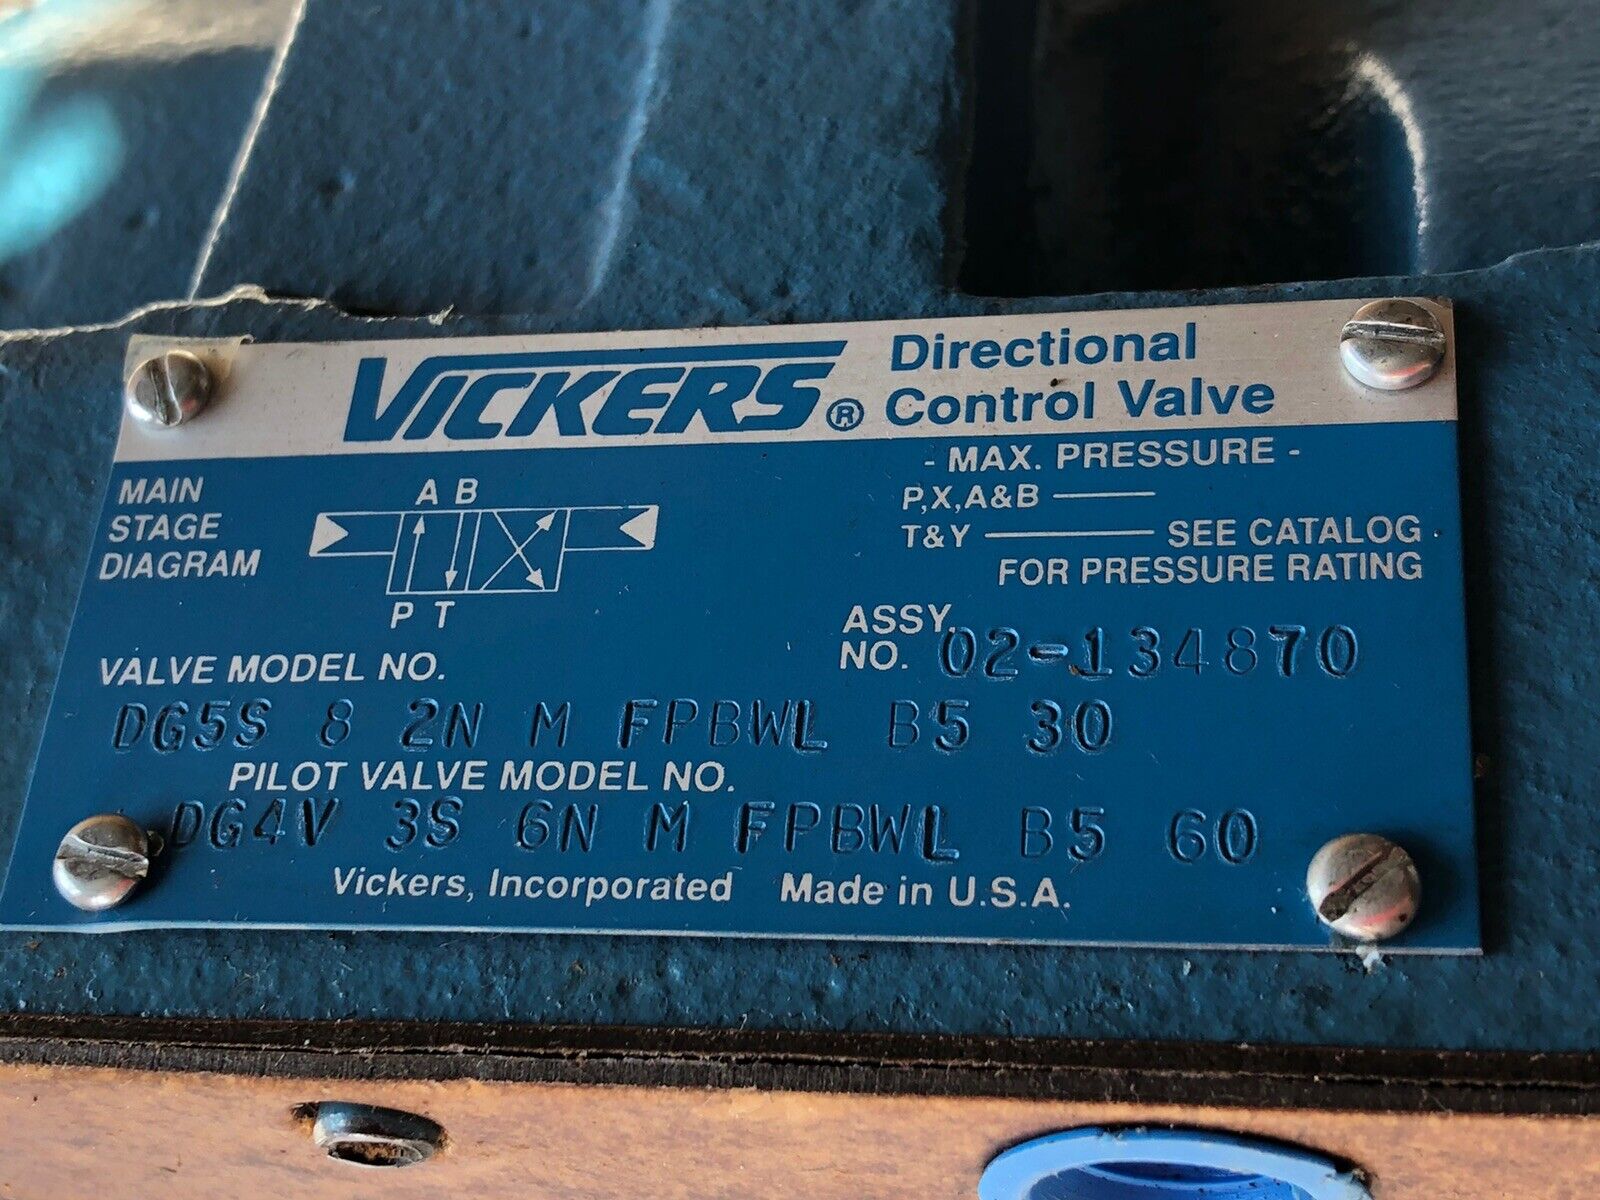 VICKERS® Directional
Control Valve
MAIN
STAGE
DIAGRAM
A B
P T
- MAX. PRESSURE -
P,X,A&B
T&Y SEE CATALOG
FOR PRESSURE RATING
ASSY.
NO. 02-134870
VALVE MODEL NO.
DG5S 8 2N M FPBWL B5 30
PILOT VALVE MODEL NO.
DG4V 3S 6N M FPBWL B5 60
Vickers, Incorporated Made in U.S.A.